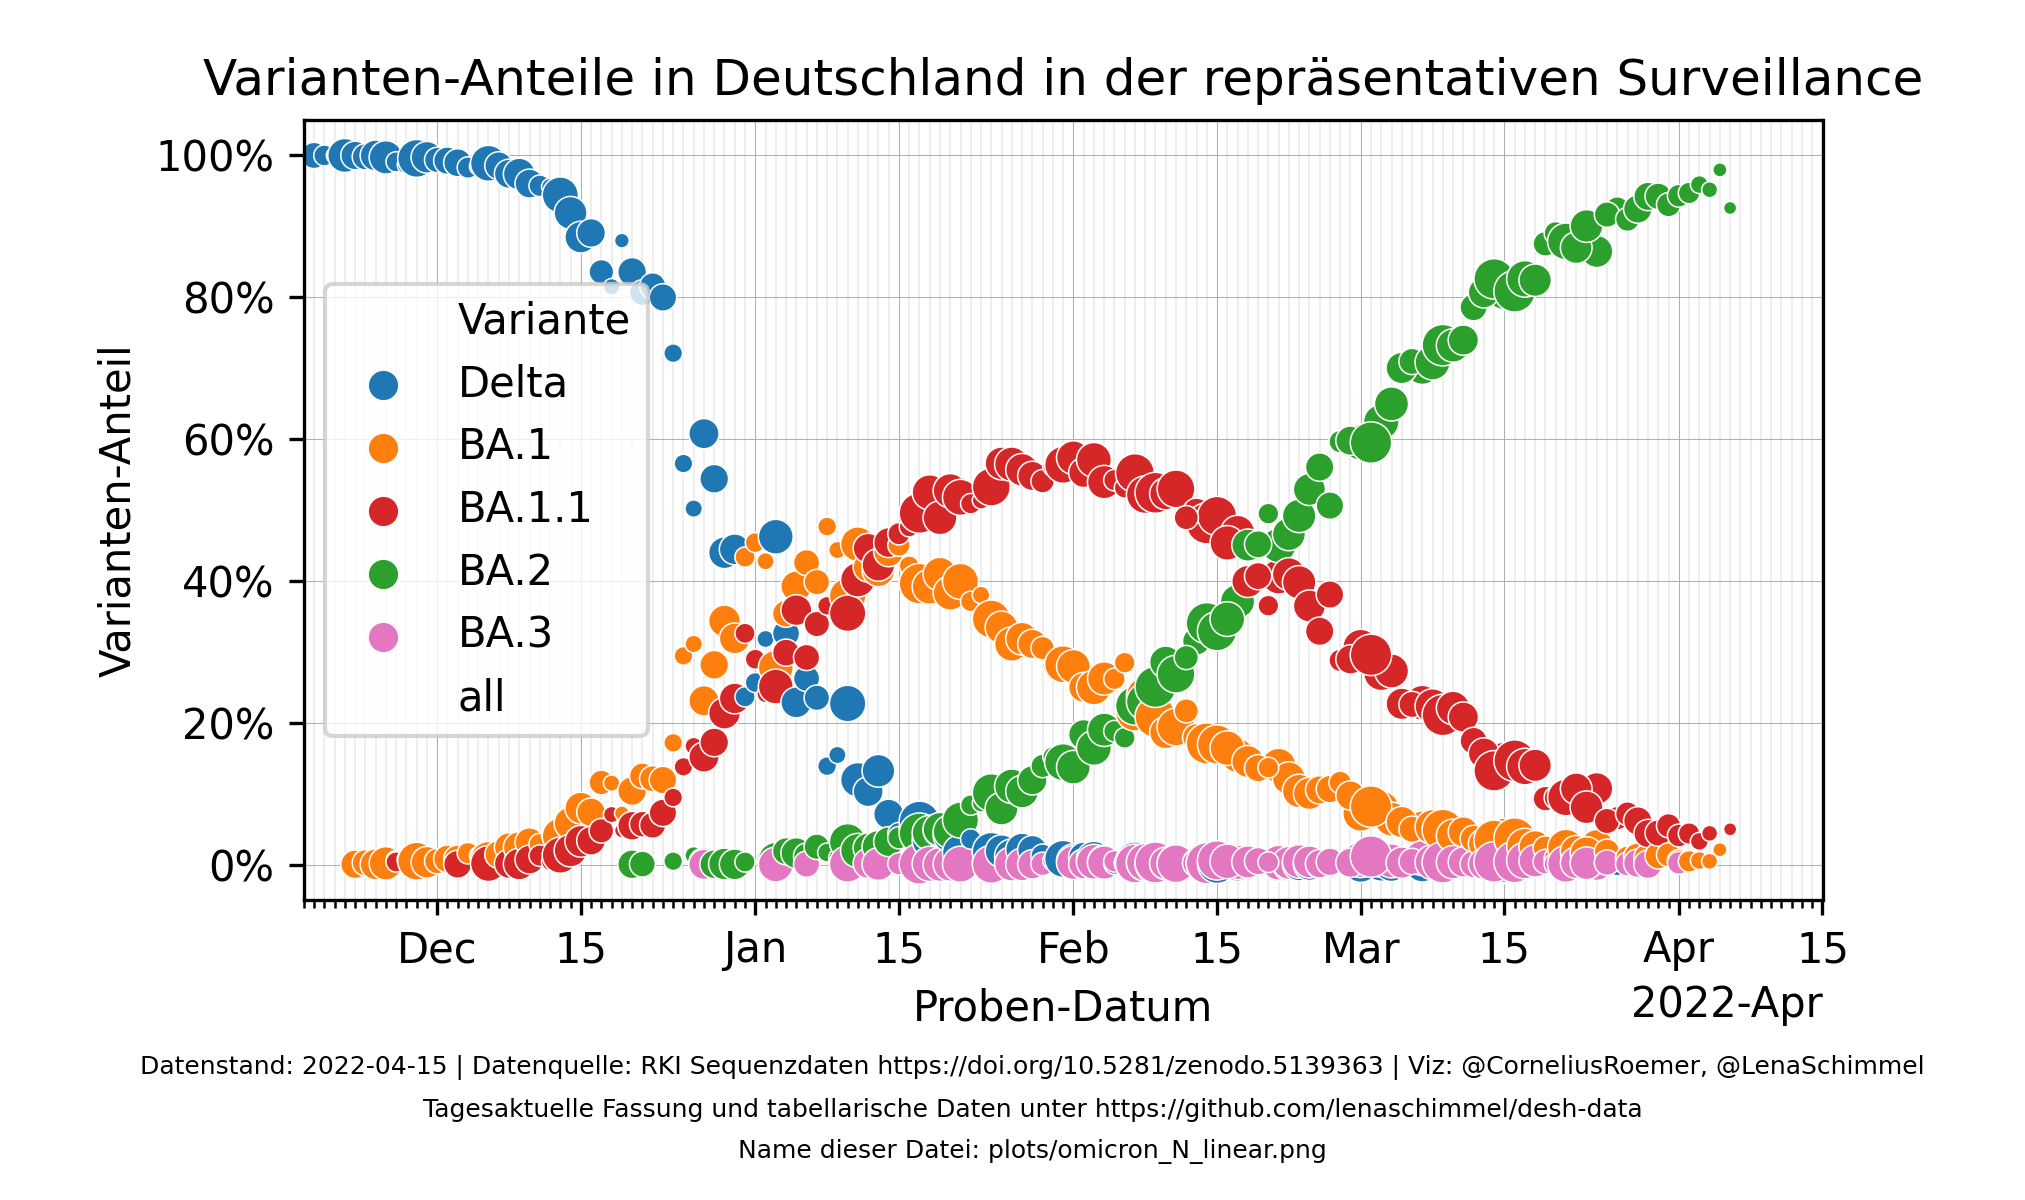 Varianten-Anteile in Deutschland in der repräsentativen Surveillance
100%
80%
60%
40%
20%
0%
Varianten-Anteil
Variante
Delta
BA.1
BA.1.1
BA.2
BA.3
all
Dec 15 Jan 15 Feb 15 Mar 15 Apr 15
Proben-Datum
2022-Apr
Datenstand: 2022-04-15 | Datenquelle: RKI Sequenzdaten https://doi.org/10.5281/zenodo.5139363 | Viz: @CorneliusRoemer, @LenaSchimmel
Tagesaktuelle Fassung und tabellarische Daten unter https://github.com/lenaschimmel/desh-data
Name dieser Datei: plots/omicron_N_linear.png